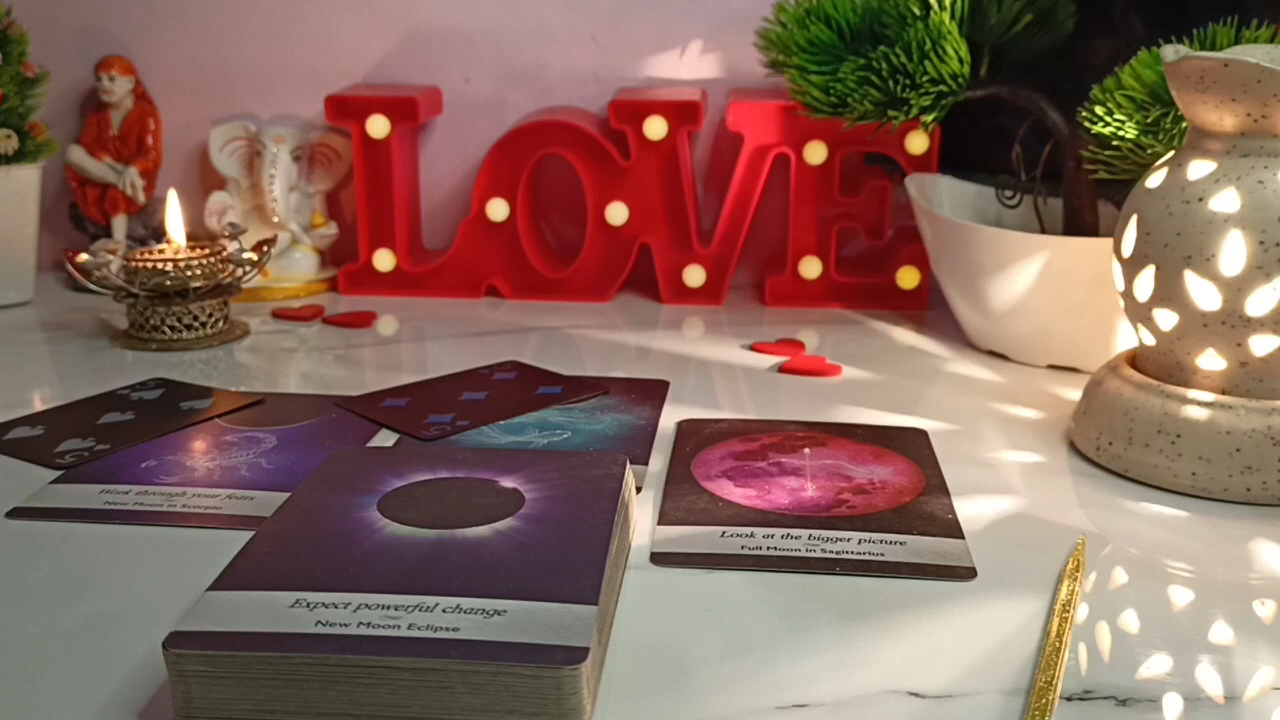 LOVE
Work through your fears
New Moon in Scorpio
Expect powerful change
New Moon Eclipse
Look at the bigger picture
Full Moon in Sagittarius